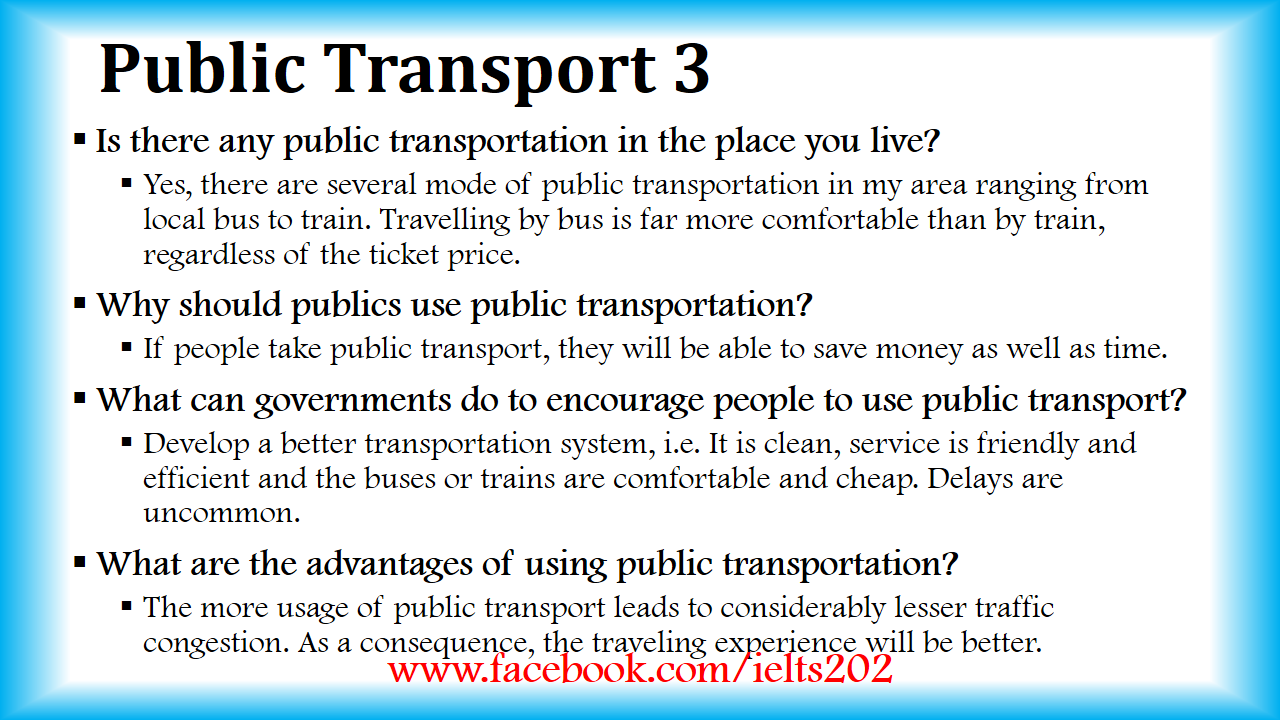 Public Transport 3
▪ Is there any public transportation in the place you live?
▪ Yes, there are several mode of public transportation in my area ranging from
local bus to train. Travelling by bus is far more comfortable than by train,
regardless of the ticket price.
▪ Why should publics use public transportation?
▪ If people take public transport, they will be able to save money as well as time.
▪ What can governments do to encourage people to use public transport?
▪ Develop a better transportation system, i.e. It is clean, service is friendly and
efficient and the buses or trains are comfortable and cheap. Delays are
uncommon.
▪ What are the advantages of using public transportation?
▪ The more usage of public transport leads to considerably lesser traffic
congestion. As a consequence, the traveling experience will be better.
www.facebook.com/ielts202